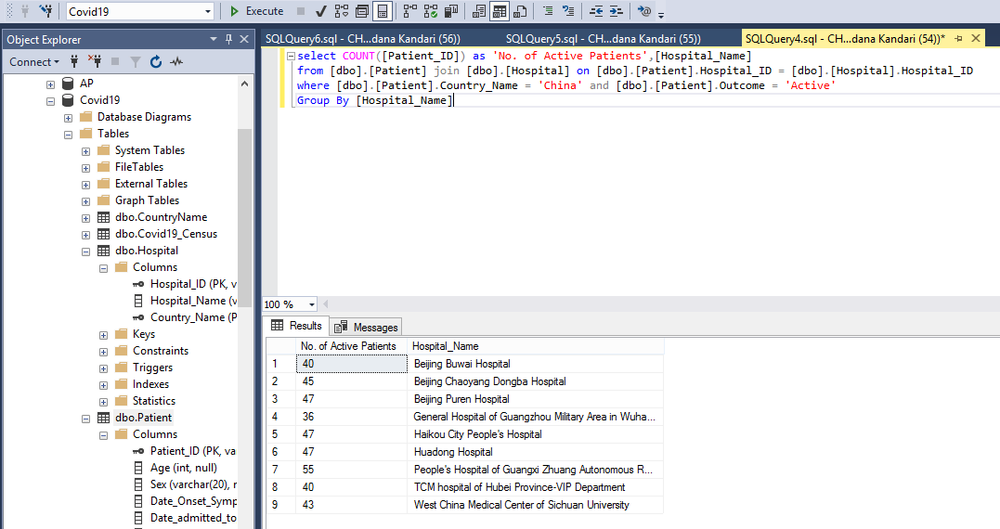 Covid19
Execute
Object Explorer
Connect
AP
Covid19
Database Diagrams
Tables
System Tables
FileTables
External Tables
Graph Tables
dbo.CountryName
dbo.Covid19_Census
dbo.Hospital
Columns
Hospital_ID (PK, v
Hospital_Name (v
Country_Name (P
Keys
Constraints
Triggers
Indexes
Statistics
dbo.Patient
Columns
Patient_ID (PK, va
Age (int, null)
Sex (varchar(20), n
Date_Onset_Symp
Date_admitted_to
SQLQuery6.sql - CH...dana Kandari (56))
SQLQuery5.sql - CH...dana Kandari (55))
SQLQuery4.sql - CH...dana Kandari (54))*
select COUNT([Patient_ID]) as 'No. of Active Patients',[Hospital_Name]
from [dbo].[Patient] join [dbo].[Hospital] on [dbo].[Patient].Hospital_ID = [dbo].[Hospital].Hospital_ID
where [dbo].[Patient].Country_Name = 'China' and [dbo].[Patient].Outcome = 'Active'
Group By [Hospital_Name]
100 %
Results Messages
No. of Active Patients Hospital_Name
1 40 Beijing Buwai Hospital
2 45 Beijing Chaoyang Dongba Hospital
3 47 Beijing Puren Hospital
4 36 General Hospital of Guangzhou Military Area in Wuha...
5 47 Haikou City People's Hospital
6 47 Huadong Hospital
7 55 People's Hospital of Guangxi Zhuang Autonomous R...
8 40 TCM hospital of Hubei Province-VIP Department
9 43 West China Medical Center of Sichuan University